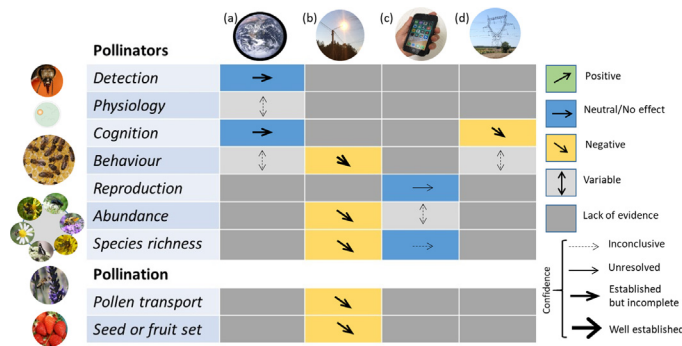 (a) (b) (c) (d)
Pollinators
Detection
Physiology
Cognition
Behaviour
Reproduction
Abundance
Species richness
Pollination
Pollen transport
Seed or fruit set
Positive
Neutral/No effect
Negative
Variable
Lack of evidence
Confidence
Inconclusive
Unresolved
Established
but incomplete
Well established